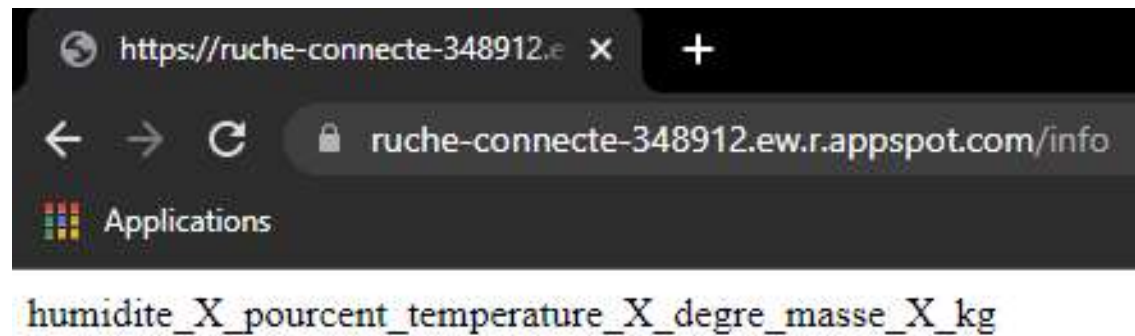 https://ruche-connecte-348912.e
ruche-connecte-348912.ew.r.appspot.com/info
Applications
humidite_X_pourcent_temperature_X_degre_masse_X_kg